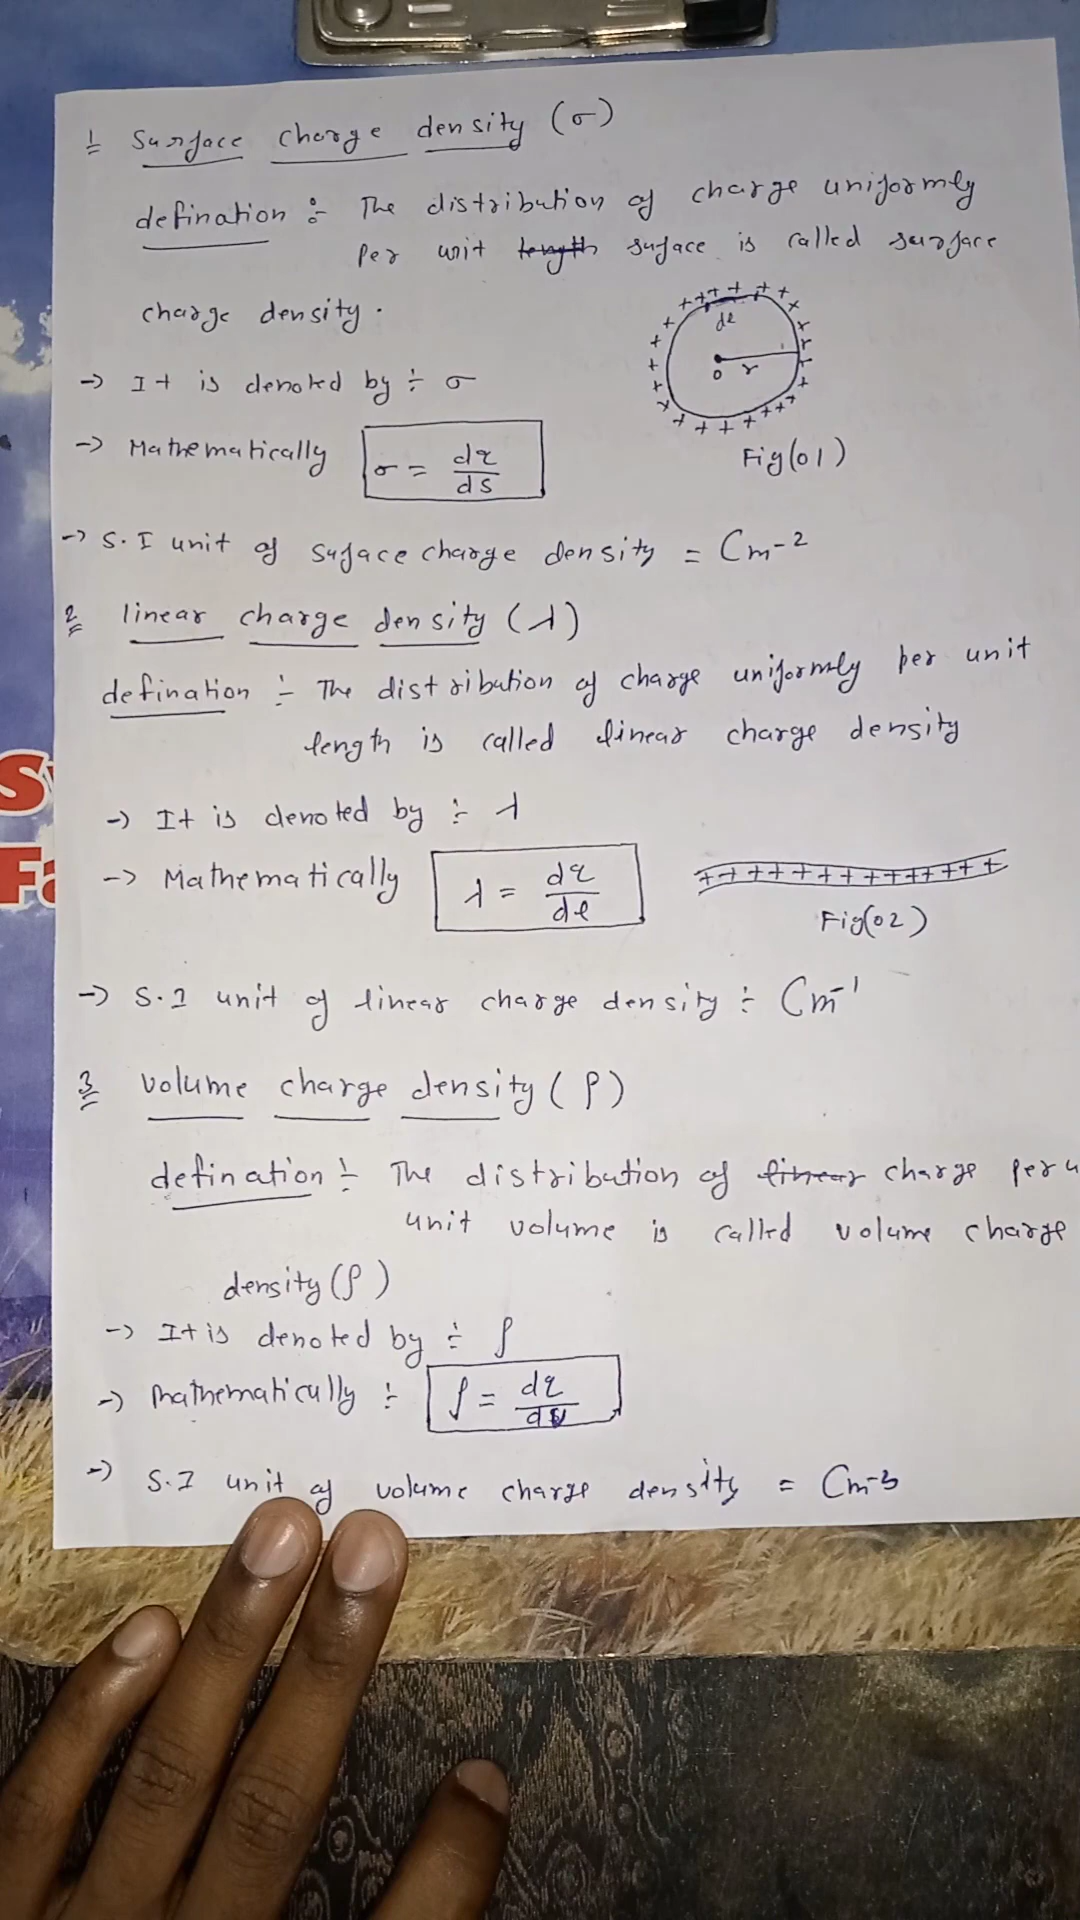 1 Surface charge density (σ)
defination ÷ The distribution of charge uniformly
per unit length suface is called surface
charge density.
+ + + + + + +
dl
o r
Fig(01)
→ It is denoted by ÷ σ
→ Mathematically σ = dq/ds
→ S.I unit of suface charge density = Cm-2
2 linear charge density (λ)
defination ÷ The distribution of charge uniformly per unit
length is called linear charge density
→ It is denoted by ÷ λ
→ Mathematically λ = dq/dl
+ + + + + + + + + + + + +
Fig(02)
→ S.I unit of linear charge density ÷ Cm-1
3 volume charge density (ρ)
defination ÷ The distribution of linear charge per u
unit volume is called volume charge
density (ρ)
→ It is denoted by ÷ ρ
→ Mathematically ÷ ρ = dq/dv
→ S.I unit of volume charge density = Cm-3
S
Fa